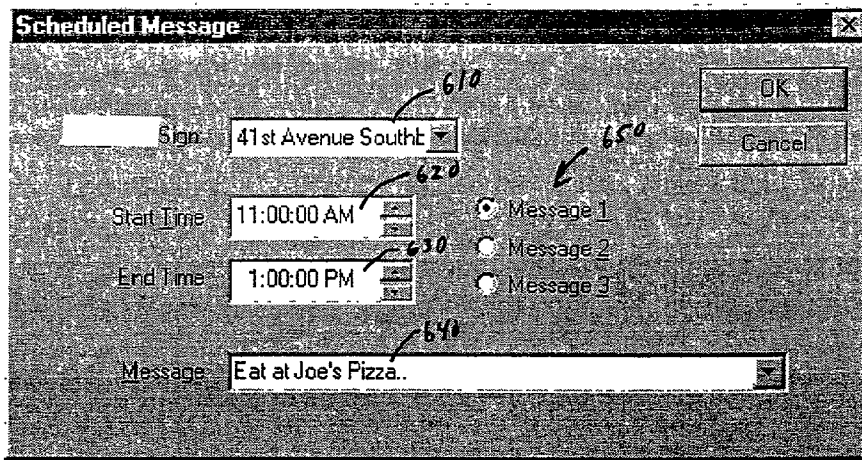 Scheduled Message
610
OK
Sign 41st Avenue South
650
Cancel
620
Start Time 11:00:00 AM Message 1
630 Message 2
End Time 1:00:00 PM Message 3
640
Message Eat at Joe's Pizza..